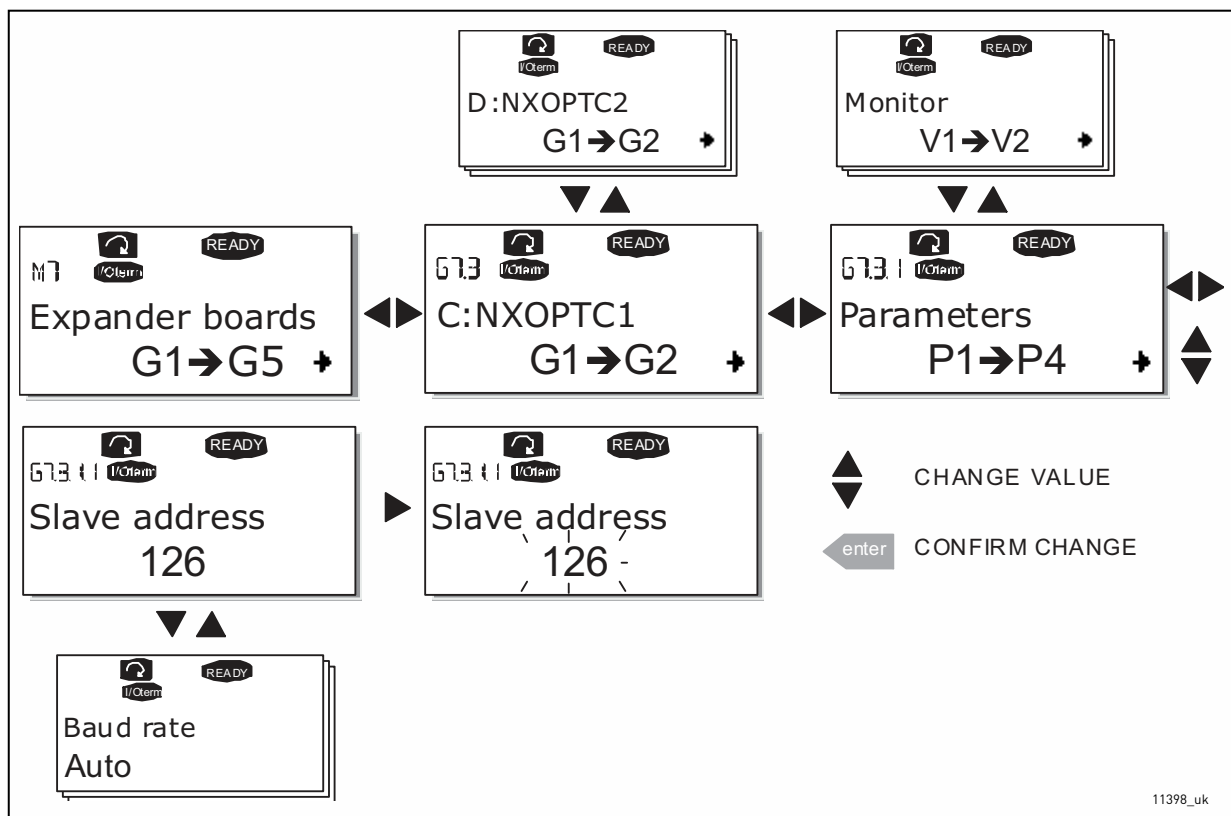 I/Oterm
READY
D:NXOPTC2
G1➔G2
I/Oterm
READY
Monitor
V1➔V2
READY
M7 I/Oterm
Expander boards
G1➔G5
READY
G7.3 I/Oterm
C:NXOPTC1
G1➔G2
READY
G7.3.1 I/Oterm
Parameters
P1➔P4
READY
G7.3.1.1 I/Oterm
Slave address
126
READY
G7.3.1.1 I/Oterm
Slave address
126
CHANGE VALUE
enter CONFIRM CHANGE
READY
I/Oterm
Baud rate
Auto
11398_uk